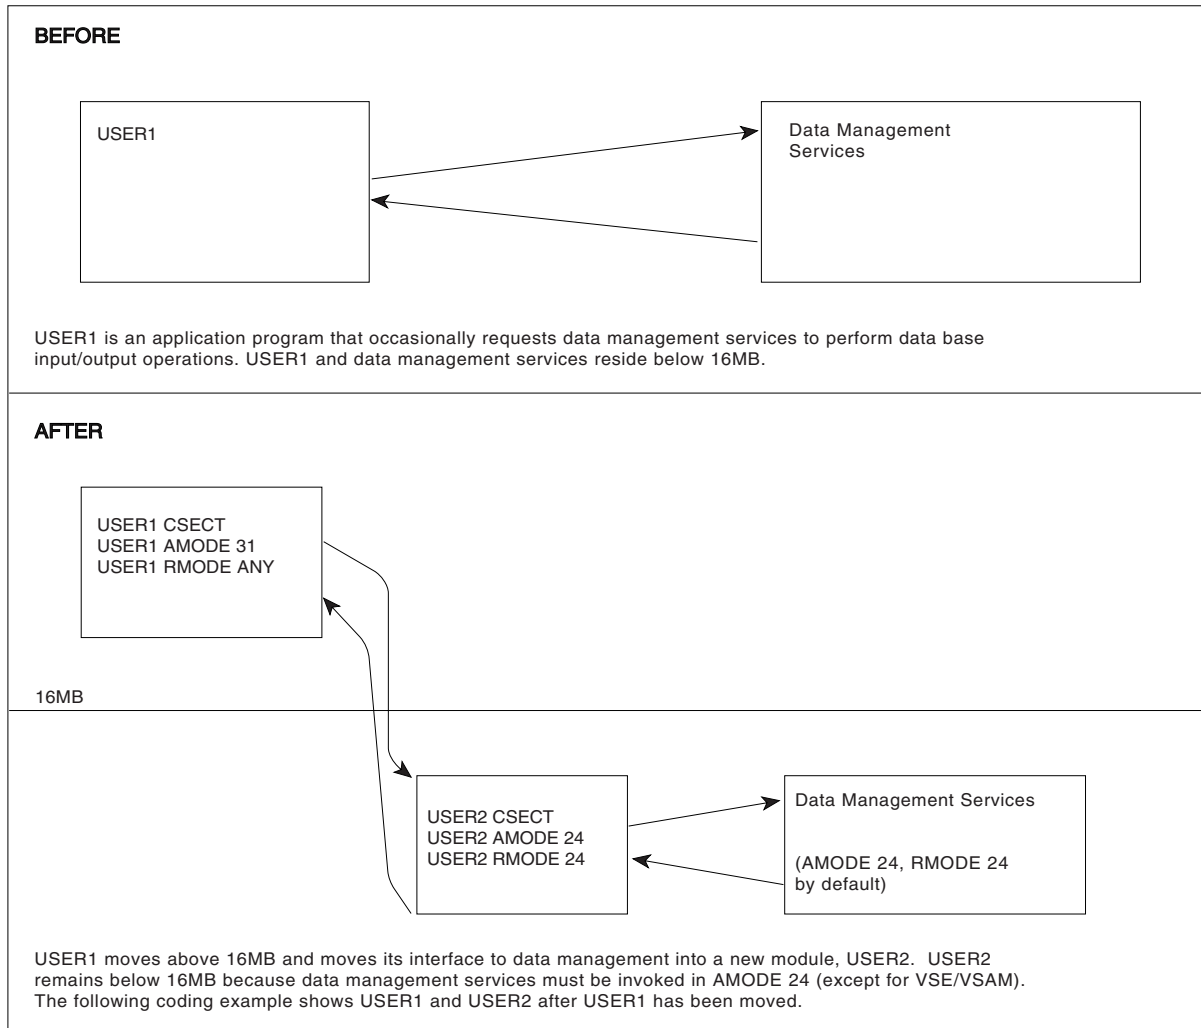 BEFORE
USER1
Data Management
Services
USER1 is an application program that occasionally requests data management services to perform data base
input/output operations. USER1 and data management services reside below 16MB.
AFTER
USER1 CSECT
USER1 AMODE 31
USER1 RMODE ANY
16MB
USER2 CSECT
USER2 AMODE 24
USER2 RMODE 24
Data Management Services
(AMODE 24, RMODE 24
by default)
USER1 moves above 16MB and moves its interface to data management into a new module, USER2. USER2
remains below 16MB because data management services must be invoked in AMODE 24 (except for VSE/VSAM).
The following coding example shows USER1 and USER2 after USER1 has been moved.